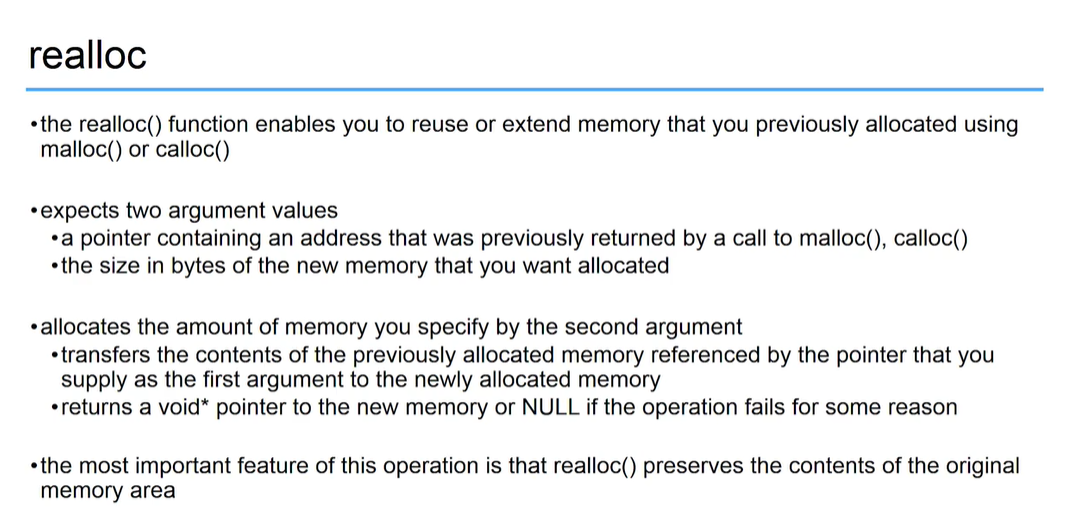 realloc
•the realloc() function enables you to reuse or extend memory that you previously allocated using
malloc() or calloc()
•expects two argument values
•a pointer containing an address that was previously returned by a call to malloc(), calloc()
•the size in bytes of the new memory that you want allocated
•allocates the amount of memory you specify by the second argument
•transfers the contents of the previously allocated memory referenced by the pointer that you
supply as the first argument to the newly allocated memory
•returns a void* pointer to the new memory or NULL if the operation fails for some reason
•the most important feature of this operation is that realloc() preserves the contents of the original
memory area